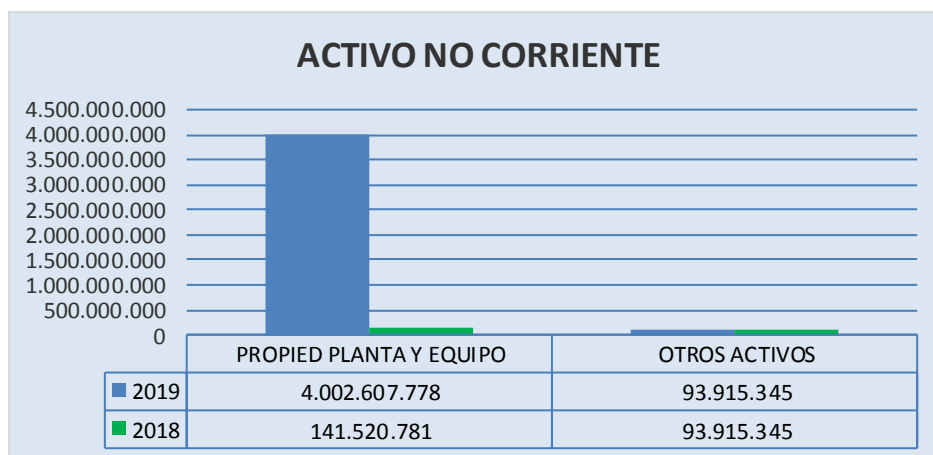 ACTIVO NO CORRIENTE
4.500.000.000
4.000.000.000
3.500.000.000
3.000.000.000
2.500.000.000
2.000.000.000
1.500.000.000
1.000.000.000
500.000.000
0
PROPIED PLANTA Y EQUIPO OTROS ACTIVOS
2019 4.002.607.778 93.915.345
2018 141.520.781 93.915.345